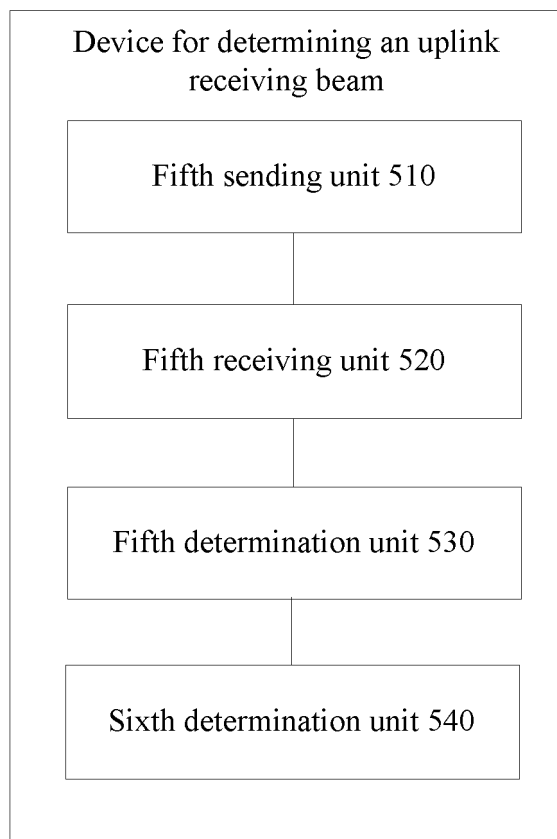 Device for determining an uplink
receiving beam
Fifth sending unit 510
Fifth receiving unit 520
Fifth determination unit 530
Sixth determination unit 540